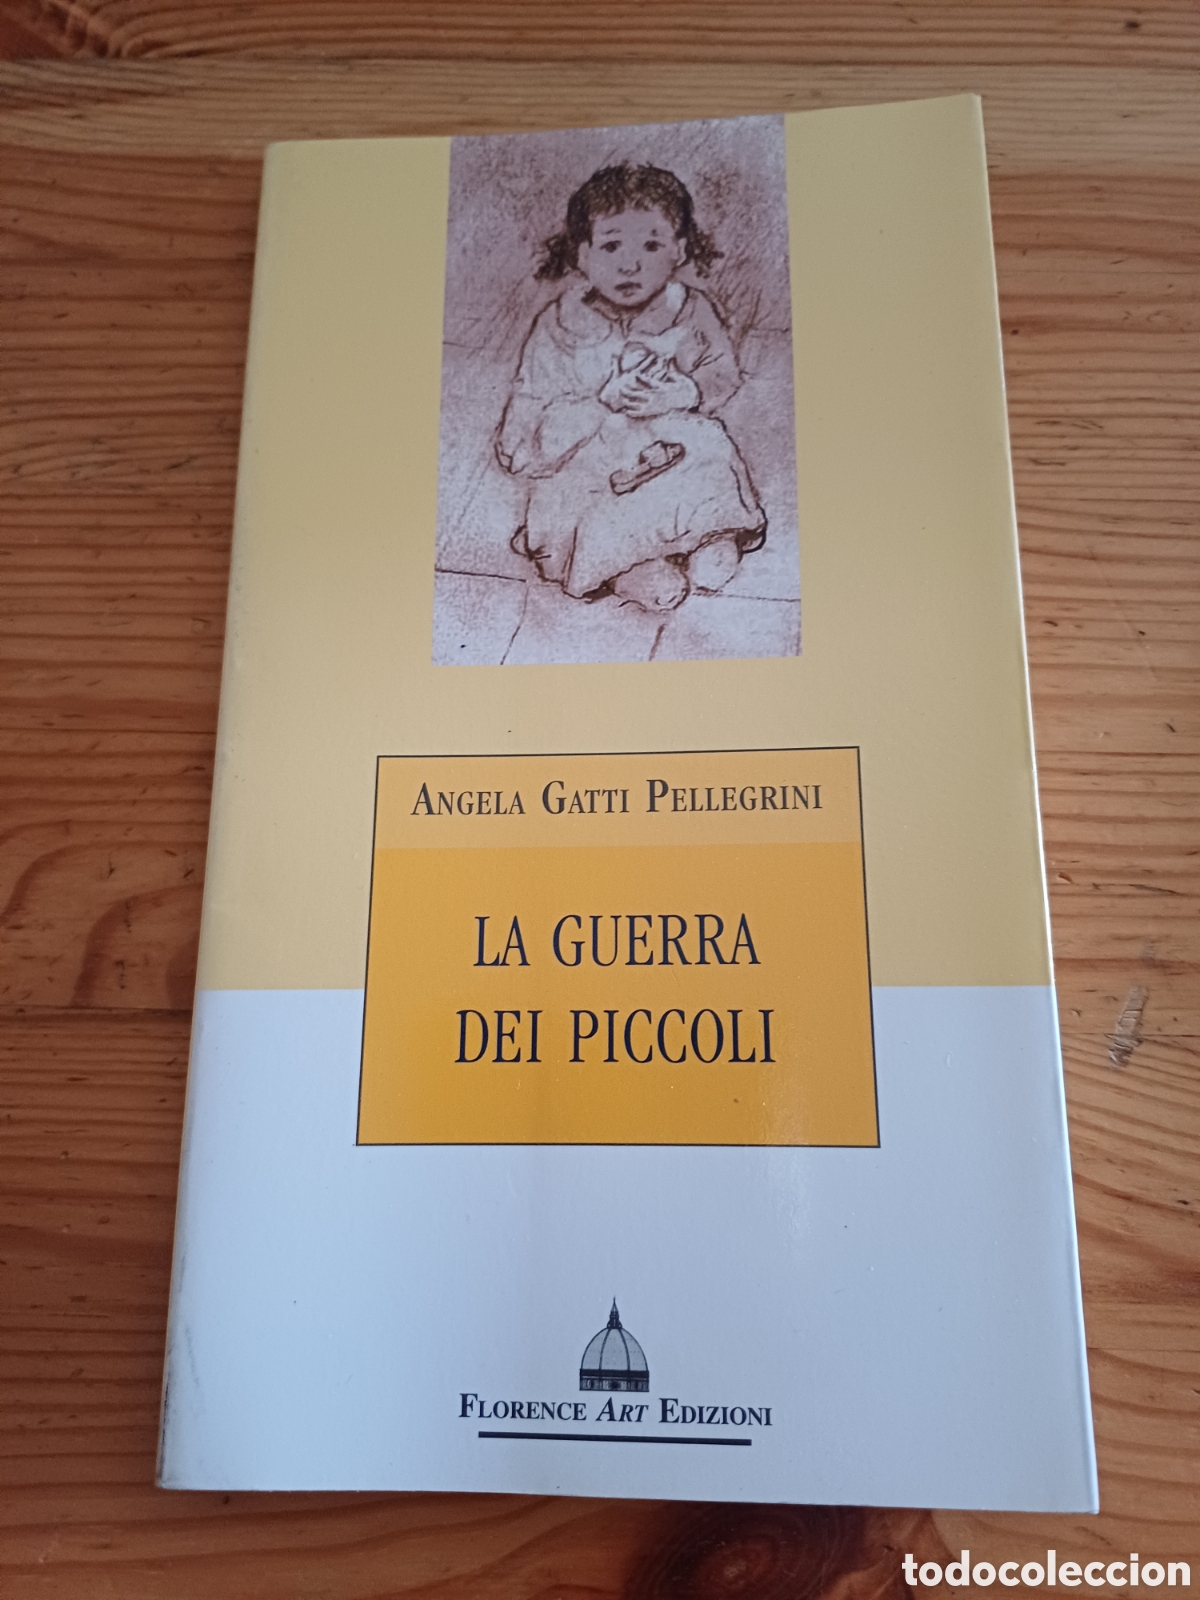 ANGELA GATTI PELLEGRINI
LA GUERRA
DEI PICCOLI
FLORENCE ART EDIZIONI
todocoleccion